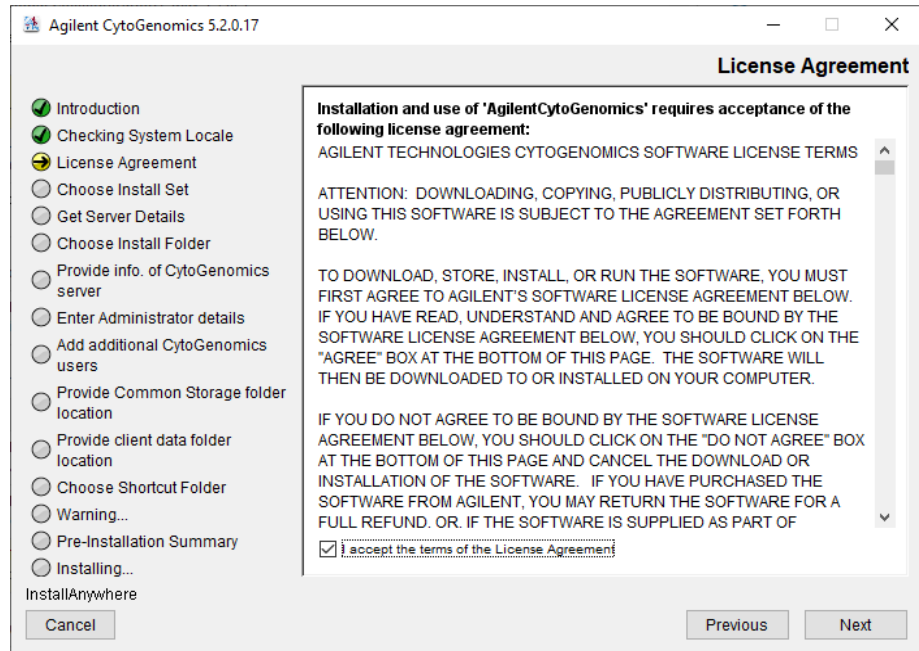 Agilent CytoGenomics 5.2.0.17
License Agreement
Introduction
Checking System Locale
License Agreement
Choose Install Set
Get Server Details
Choose Install Folder
Provide info. of CytoGenomics
server
Enter Administrator details
Add additional CytoGenomics
users
Provide Common Storage folder
location
Provide client data folder
location
Choose Shortcut Folder
Warning...
Pre-Installation Summary
Installing...
Installation and use of 'AgilentCytoGenomics' requires acceptance of the
following license agreement:
AGILENT TECHNOLOGIES CYTOGENOMICS SOFTWARE LICENSE TERMS
ATTENTION: DOWNLOADING, COPYING, PUBLICLY DISTRIBUTING, OR
USING THIS SOFTWARE IS SUBJECT TO THE AGREEMENT SET FORTH
BELOW.
TO DOWNLOAD, STORE, INSTALL, OR RUN THE SOFTWARE, YOU MUST
FIRST AGREE TO AGILENT'S SOFTWARE LICENSE AGREEMENT BELOW.
IF YOU HAVE READ, UNDERSTAND AND AGREE TO BE BOUND BY THE
SOFTWARE LICENSE AGREEMENT BELOW, YOU SHOULD CLICK ON THE
"AGREE" BOX AT THE BOTTOM OF THIS PAGE. THE SOFTWARE WILL
THEN BE DOWNLOADED TO OR INSTALLED ON YOUR COMPUTER.
IF YOU DO NOT AGREE TO BE BOUND BY THE SOFTWARE LICENSE
AGREEMENT BELOW, YOU SHOULD CLICK ON THE "DO NOT AGREE" BOX
AT THE BOTTOM OF THIS PAGE AND CANCEL THE DOWNLOAD OR
INSTALLATION OF THE SOFTWARE. IF YOU HAVE PURCHASED THE
SOFTWARE FROM AGILENT, YOU MAY RETURN THE SOFTWARE FOR A
FULL REFUND. OR. IF THE SOFTWARE IS SUPPLIED AS PART OF
I accept the terms of the License Agreement
InstallAnywhere
Cancel
Previous
Next